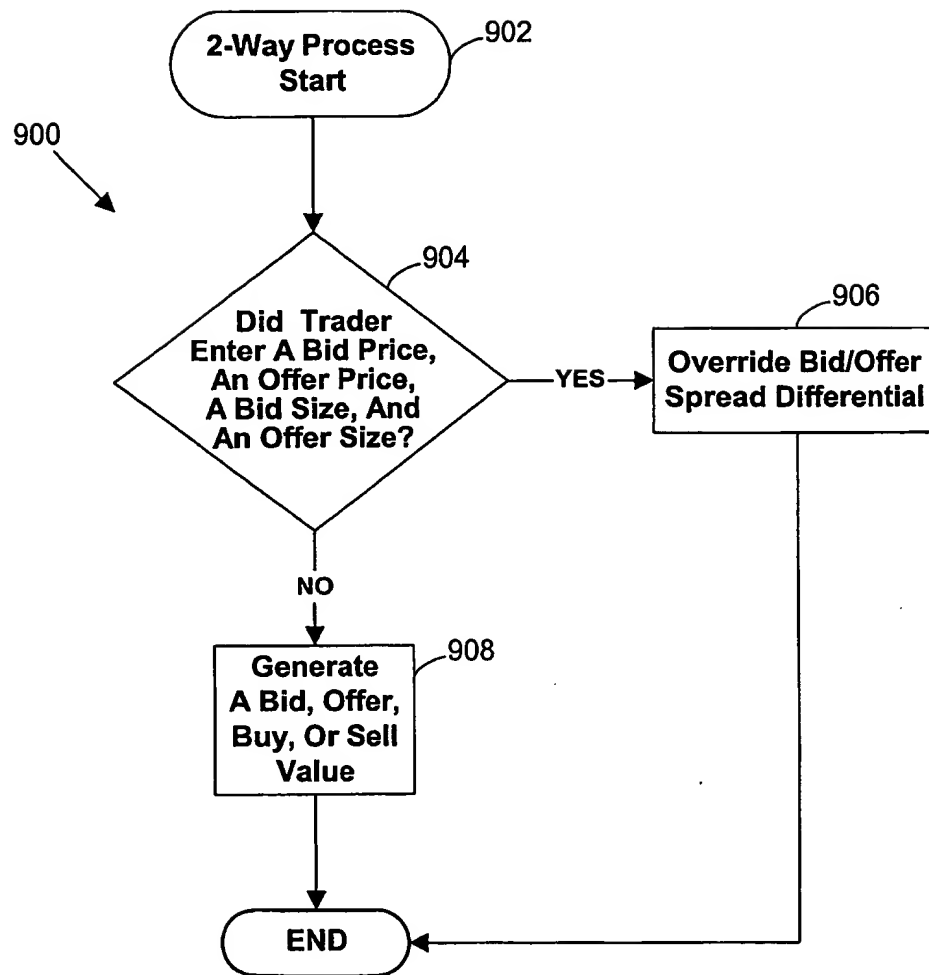 2-Way Process
Start
902
900
904
Did Trader
Enter A Bid Price,
An Offer Price,
A Bid Size, And
An Offer Size?
YES
906
Override Bid/Offer
Spread Differential
NO
908
Generate
A Bid, Offer,
Buy, Or Sell
Value
END